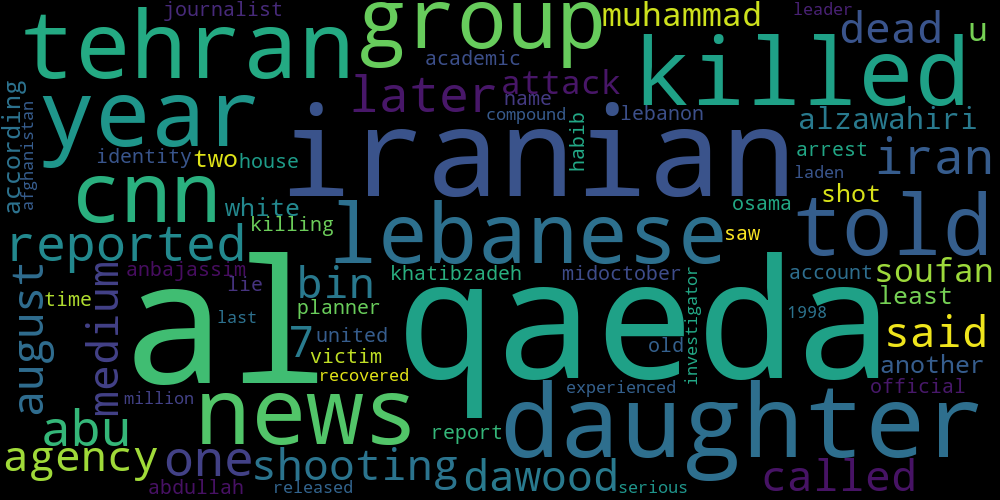 journalist
leader
tehran
group
muhammad
dead
u
killed
academic
later
attack
name
year
according
afghanistan
compound
lebanon
alzawahiri
iranian
habib
identity
two
house
arrest
iran
laden
cnn
white
killing
shot
osama
told
reported
lebanese
saw
anbajassim
khatibzadeh
midoctober
account
soufan
august
medium
lie
bin
time
al
qaeda
planner
investigator
least
1998
last
7
united
victim
old
said
another
recovered
million
experienced
official
news
daughter
abu
report
agency
one
shooting
dawood
called
abdullah
released
serious